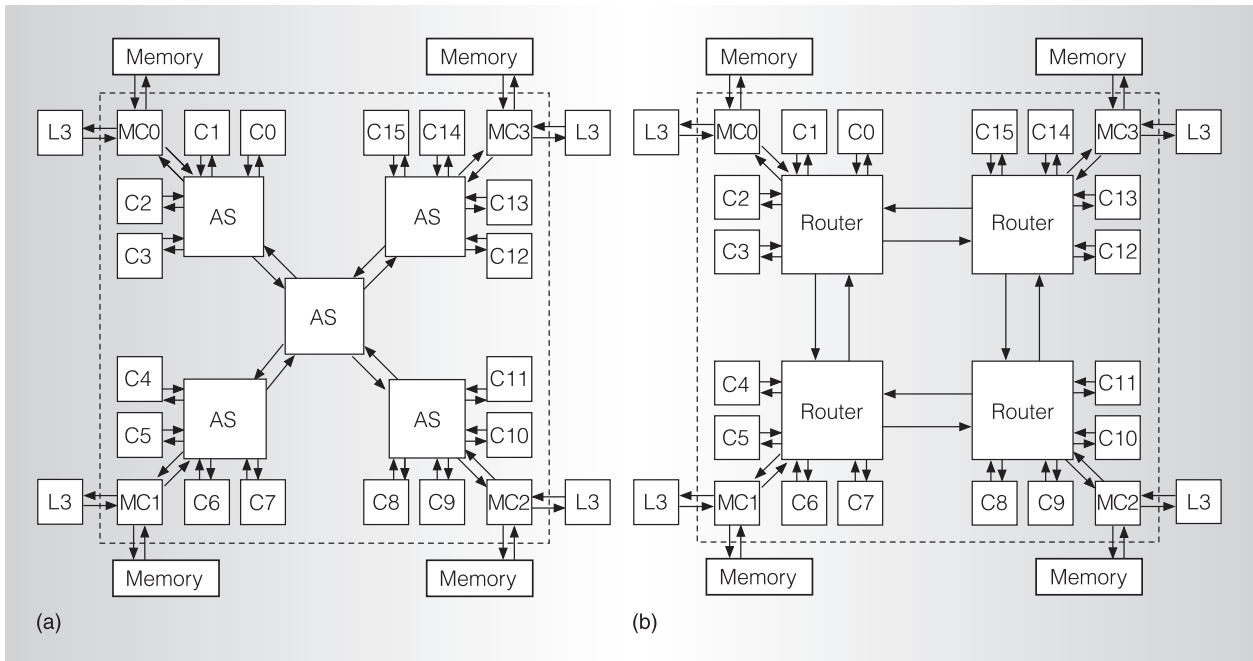 Memory Memory
L3 MC0 C1 C0 C15 C14 MC3 L3
C2 AS AS C13
C3 C12
AS
C4 C11
C5 AS AS C10
L3 MC1 C6 C7 C8 C9 MC2 L3
Memory Memory
(a)
Memory Memory
L3 MC0 C1 C0 C15 C14 MC3 L3
C2 Router Router C13
C3 C12
C4 C11
C5 Router Router C10
L3 MC1 C6 C7 C8 C9 MC2 L3
Memory Memory
(b)